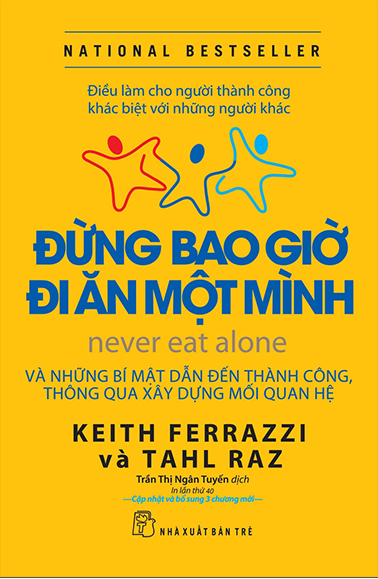 NATIONAL BESTSELLER
Điều làm cho người thành công
khác biệt với những người khác
ĐỪNG BAO GIỜ
ĐI ĂN MỘT MÌNH
never eat alone
VÀ NHỮNG BÍ MẬT DẪN ĐẾN THÀNH CÔNG,
THÔNG QUA XÂY DỰNG MỐI QUAN HỆ
KEITH FERRAZZI
và TAHL RAZ
Trần Thị Ngân Tuyến dịch
In lần thứ 40
—Cập nhật và bổ sung 3 chương mới—
NHÀ XUẤT BẢN TRẺ